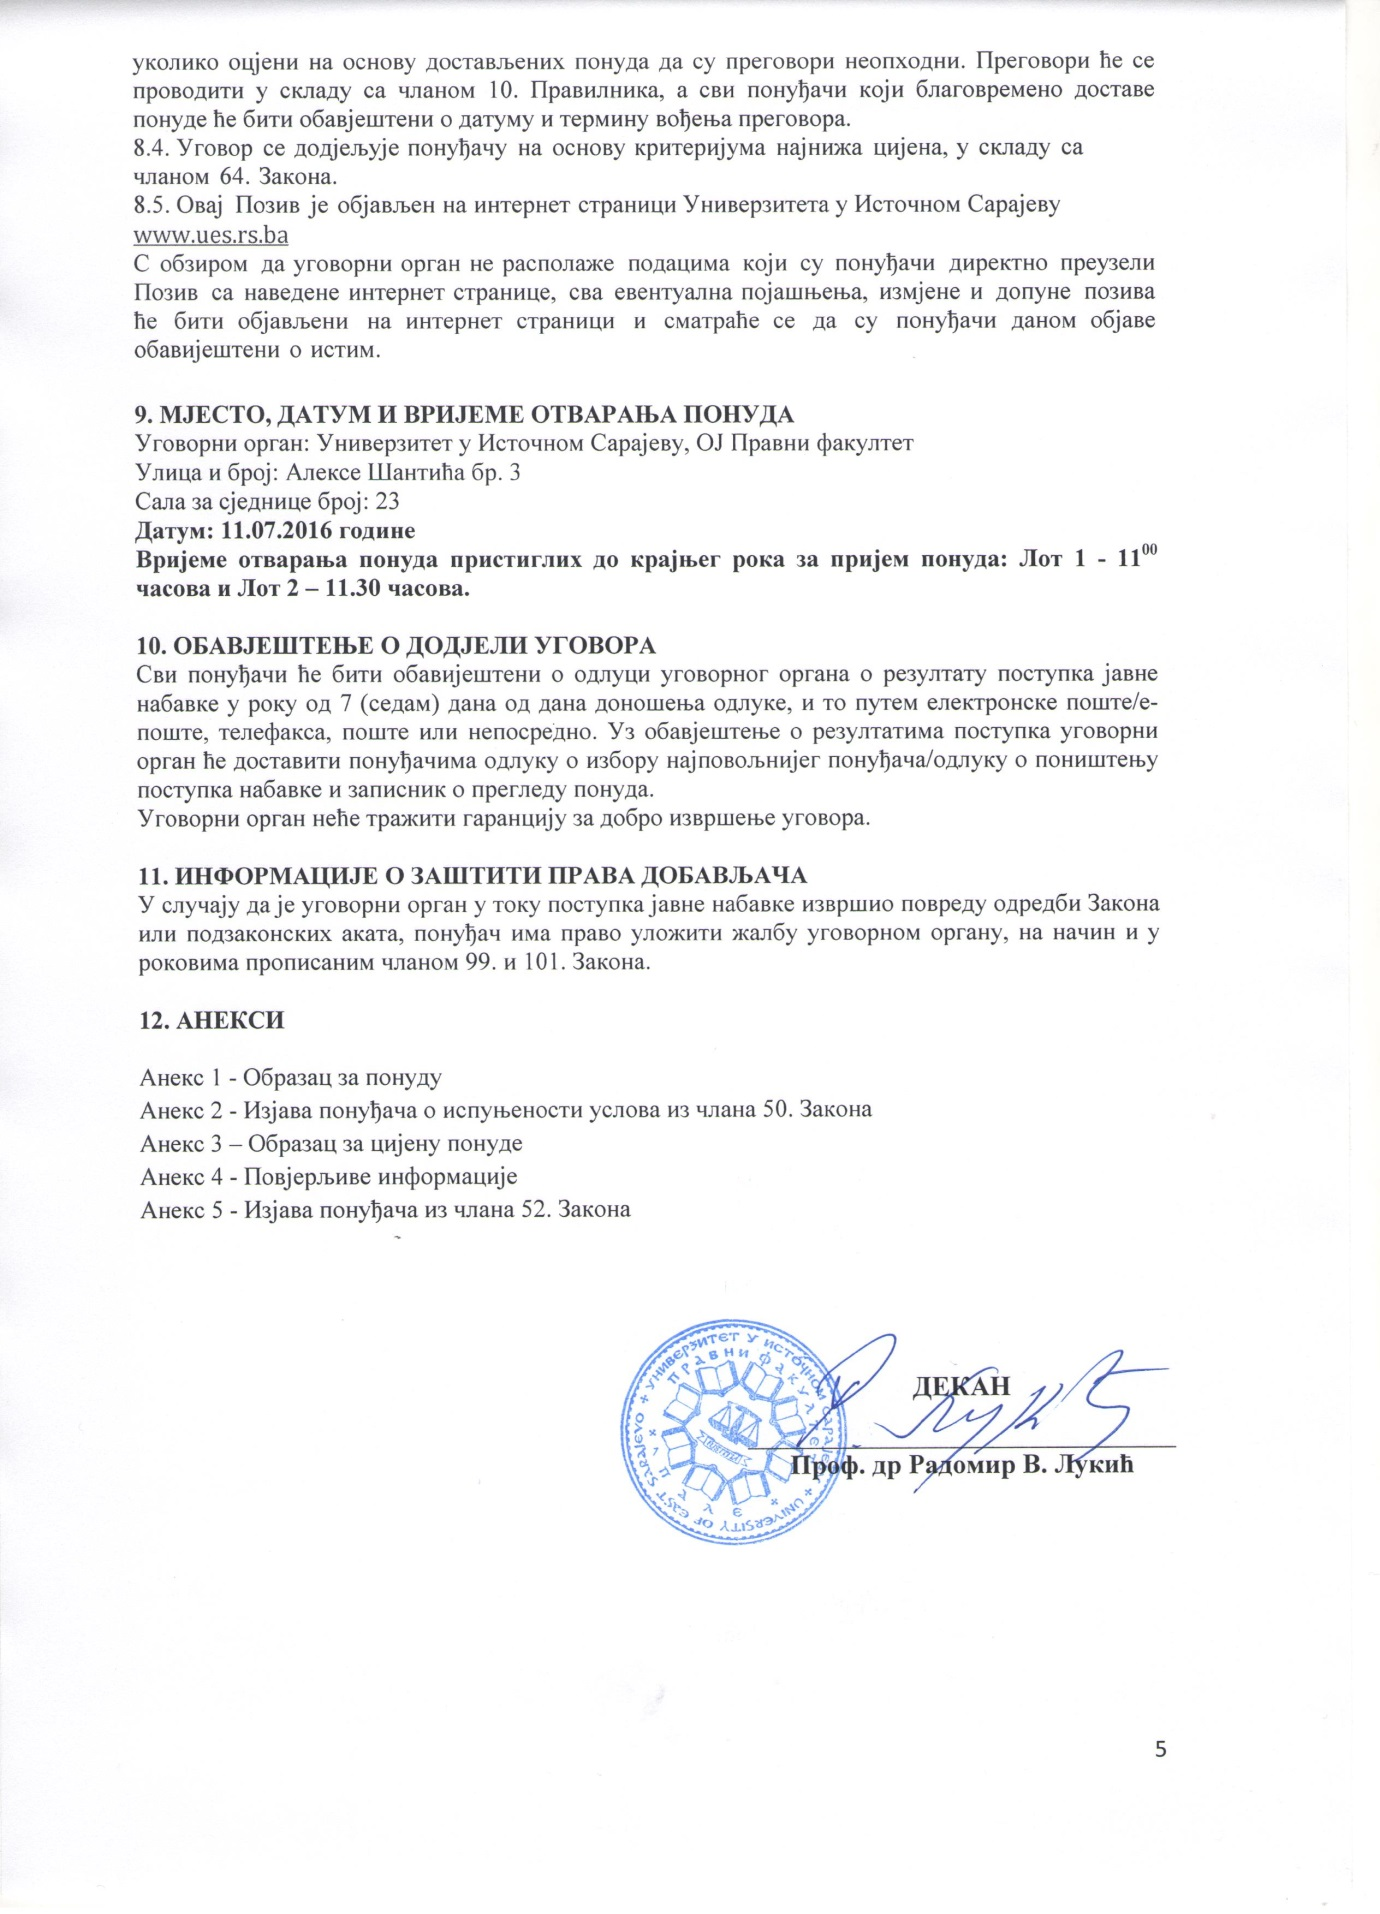 уколико оцјени на основу достављених понуда да су преговори неопходни. Преговори ће се
проводити у складу са чланом 10. Правилника, а сви понуђачи који благовремено доставе
понуде ће бити обавјештени о датуму и термину вођења преговора.
8.4. Уговор се додјељује понуђачу на основу критеријума најнижа цијена, у складу са
чланом 64. Закона.
8.5. Овај Позив је објављен на интернет страници Универзитета у Источном Сарајеву
www.ues.rs.ba
С обзиром да уговорни орган не располаже подацима који су понуђачи директно преузели
Позив са наведене интернет странице, сва евентуална појашњења, измјене и допуне позива
ће бити објављени на интернет страници и сматраће се да су понуђачи даном објаве
обавијештени о истим.
9. МЈЕСТО, ДАТУМ И ВРИЈЕМЕ ОТВАРАЊА ПОНУДА
Уговорни орган: Универзитет у Источном Сарајеву, ОЈ Правни факултет
Улица и број: Алексе Шантића бр. 3
Сала за сједнице број: 23
Датум: 11.07.2016 године
Вријеме отварања понуда пристиглих до крајњег рока за пријем понуда: Лот 1 - 11⁰⁰
часова и Лот 2 – 11.30 часова.
10. ОБАВЈЕШТЕЊЕ О ДОДЈЕЛИ УГОВОРА
Сви понуђачи ће бити обавијештени о одлуци уговорног органа о резултату поступка јавне
набавке у року од 7 (седам) дана од дана доношења одлуке, и то путем електронске поште/е-
поште, телефакса, поште или непосредно. Уз обавјештење о резултатима поступка уговорни
орган ће доставити понуђачима одлуку о избору најповољнијег понуђача/одлуку о поништењу
поступка набавке и записник о прегледу понуда.
Уговорни орган неће тражити гаранцију за добро извршење уговора.
11. ИНФОРМАЦИЈЕ О ЗАШТИТИ ПРАВА ДОБАВЉАЧА
У случају да је уговорни орган у току поступка јавне набавке извршио повреду одредби Закона
или подзаконских аката, понуђач има право уложити жалбу уговорном органу, на начин и у
роковима прописаним чланом 99. и 101. Закона.
12. АНЕКСИ
Анекс 1 - Образац за понуду
Анекс 2 - Изјава понуђача о испуњености услова из члана 50. Закона
Анекс 3 – Образац за цијену понуде
Анекс 4 - Повјерљиве информације
Анекс 5 - Изјава понуђача из члана 52. Закона
УНИВЕРЗИТЕТ У ИСТОЧНОМ САРАЈЕВУ + UNIVERSITY OF EAST SARAJEVO +
ПРАВНИ ФАКУЛТЕТ
ДЕКАН
Проф. др Радомир В. Лукић
5